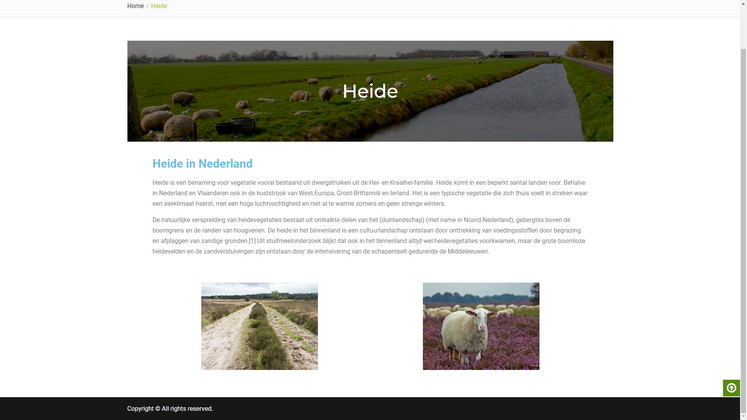 Home / Heide
Heide
Heide in Nederland
Heide is een benaming voor vegetatie vooral bestaand uit dwergstruiken uit de Hei- en Kraaihei-familie. Heide komt in een beperkt aantal landen voor. Behalve
in Nederland en Vlaanderen ook in de kuststrook van West-Europa, Groot-Brittannië en Ierland. Het is een typische vegetatie die zich thuis voelt in streken waar
een zeeklimaat heerst, met een hoge luchtvochtigheid en niet al te warme zomers en geen strenge winters.
De natuurlijke verspreiding van heidevegetaties bestaat uit ontkalkte delen van het (duinlandschap) (met name in Noord-Nederland), gebergtes boven de
boomgrens en de randen van hoogvenen. De heide in het binnenland is een cultuurlandschap ontstaan door onttrekking van voedingsstoffen door begrazing
en afplaggen van zandige gronden.[1] Uit stuifmeelonderzoek blijkt dat ook in het binnenland altijd wel heidevegetaties voorkwamen, maar de grote boomloze
heidevelden en de zandverstuivingen zijn ontstaan door de intensivering van de schapenteelt gedurende de Middeleeuwen.
Copyright © All rights reserved.